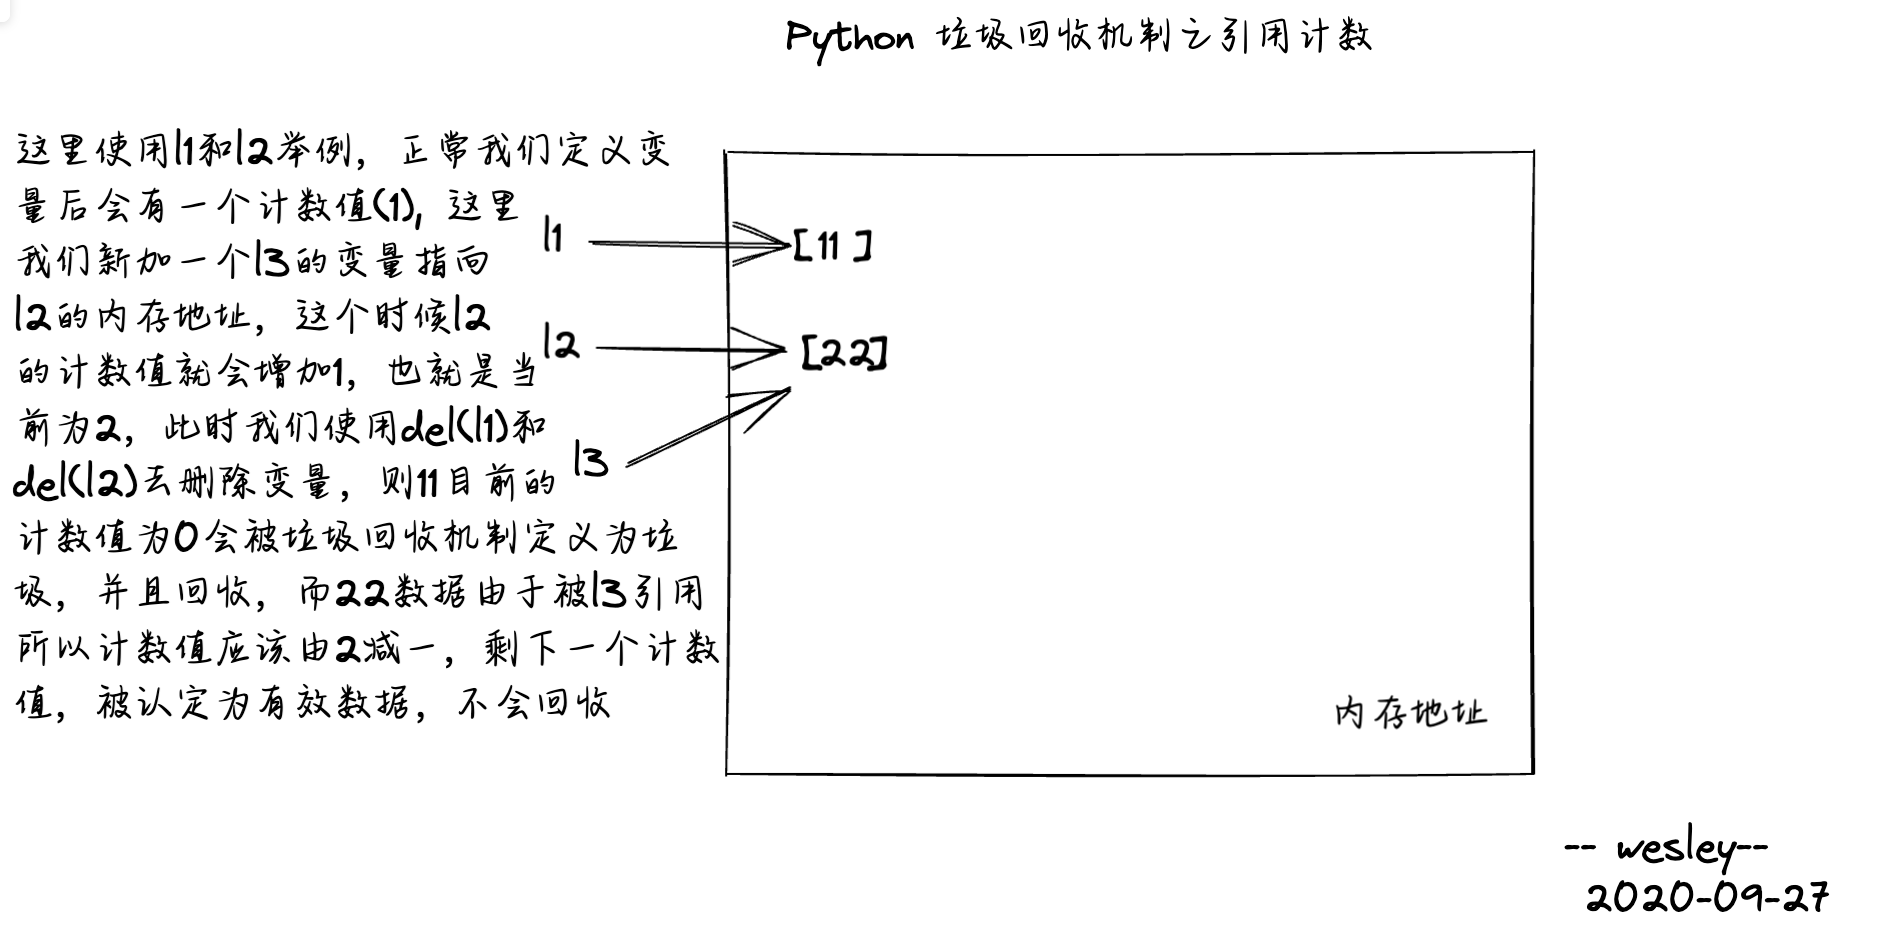 Python 垃圾回收机制之引用计数
这里使用l1和l2举例，正常我们定义变
量后会有一个计数值(1), 这里
我们新加一个l3的变量指向
l2的内存地址，这个时候l2
的计数值就会增加1，也就是当
前为2，此时我们使用del(l1)和
del(l2)去删除变量，则11目前的
计数值为0会被垃圾回收机制定义为垃
圾，并且回收，而22数据由于被l3引用
所以计数值应该由2减一，剩下一个计数
值，被认定为有效数据，不会回收
l1
[11 ]
l2
[22]
l3
内存地址
-- wesley--
2020-09-27